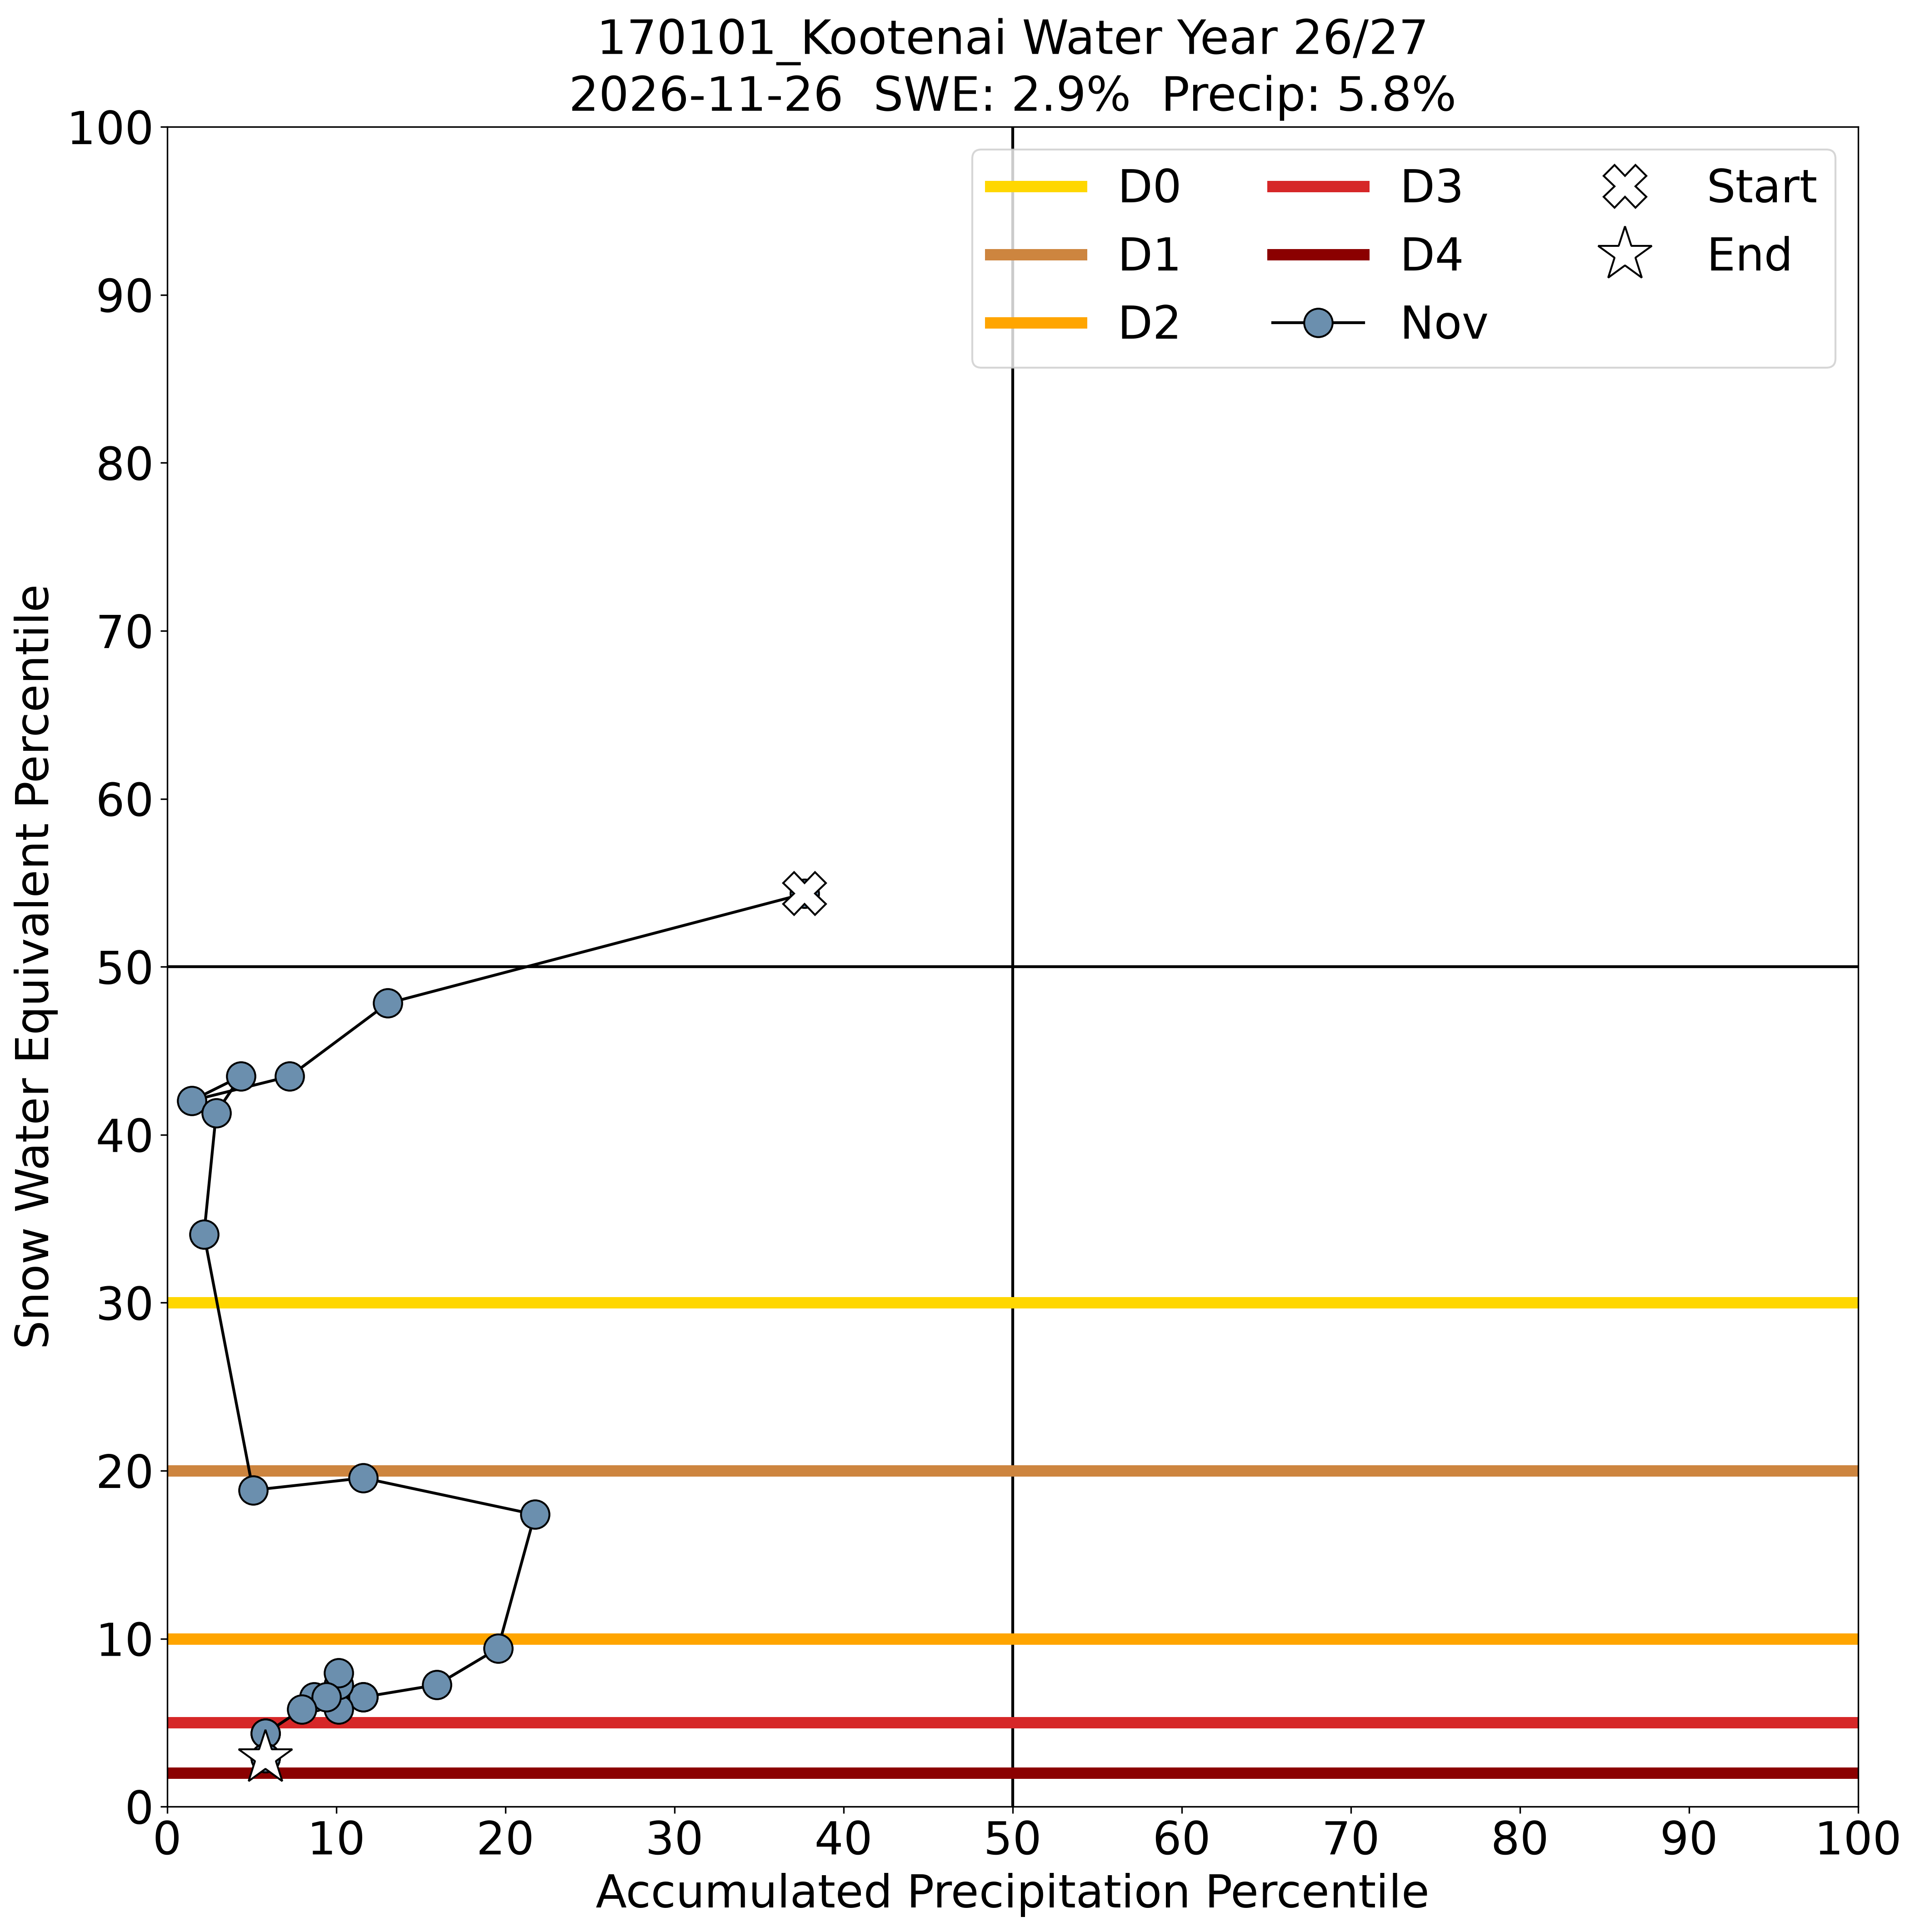 170101_Kootenai Water Year 26/27
2026-11-26  SWE: 2.9%  Precip: 5.8%
100
90
80
70
60
50
40
30
20
10
0
Snow Water Equivalent Percentile
D0
D1
D2
D3
D4
Nov
Start
End
0 10 20 30 40 50 60 70 80 90 100
Accumulated Precipitation Percentile